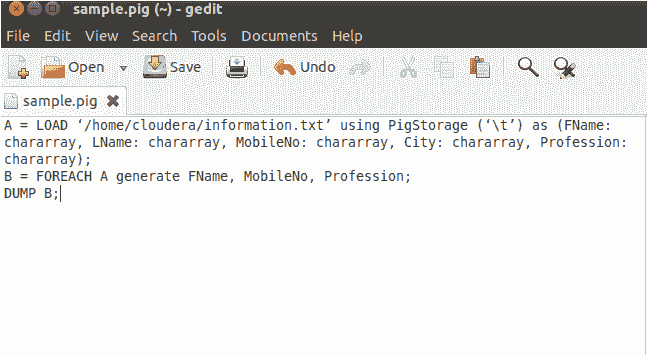 sample.pig (~) - gedit
File Edit View Search Tools Documents Help
Open Save Undo
sample.pig
A = LOAD ‘/home/cloudera/information.txt’ using PigStorage (‘\t’) as (FName:
chararray, LName: chararray, MobileNo: chararray, City: chararray, Profession:
chararray);
B = FOREACH A generate FName, MobileNo, Profession;
DUMP B;